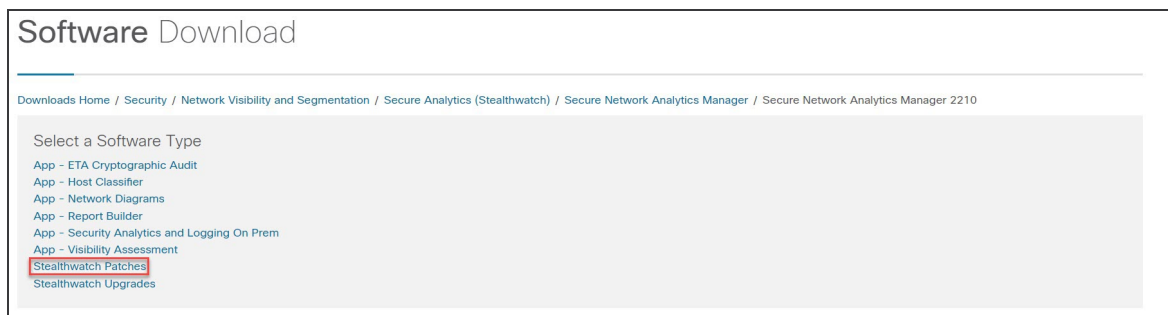 Software Download
Downloads Home / Security / Network Visibility and Segmentation / Secure Analytics (Stealthwatch) / Secure Network Analytics Manager / Secure Network Analytics Manager 2210
Select a Software Type
App - ETA Cryptographic Audit
App - Host Classifier
App - Network Diagrams
App - Report Builder
App - Security Analytics and Logging On Prem
App - Visibility Assessment
Stealthwatch Patches
Stealthwatch Upgrades